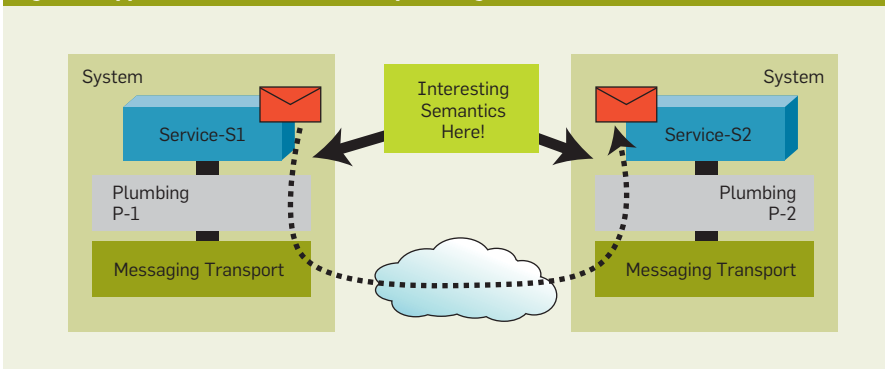 System
Service-S1
Plumbing
P-1
Messaging Transport
Interesting
Semantics
Here!
System
Service-S2
Plumbing
P-2
Messaging Transport